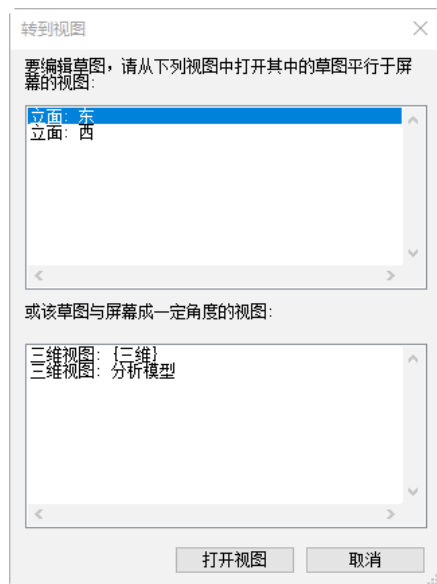 转到视图
要编辑草图，请从下列视图中打开其中的草图平行于屏
幕的视图:
立面: 东
立面: 西
或该草图与屏幕成一定角度的视图:
三维视图: {三维}
三维视图: 分析模型
打开视图
取消